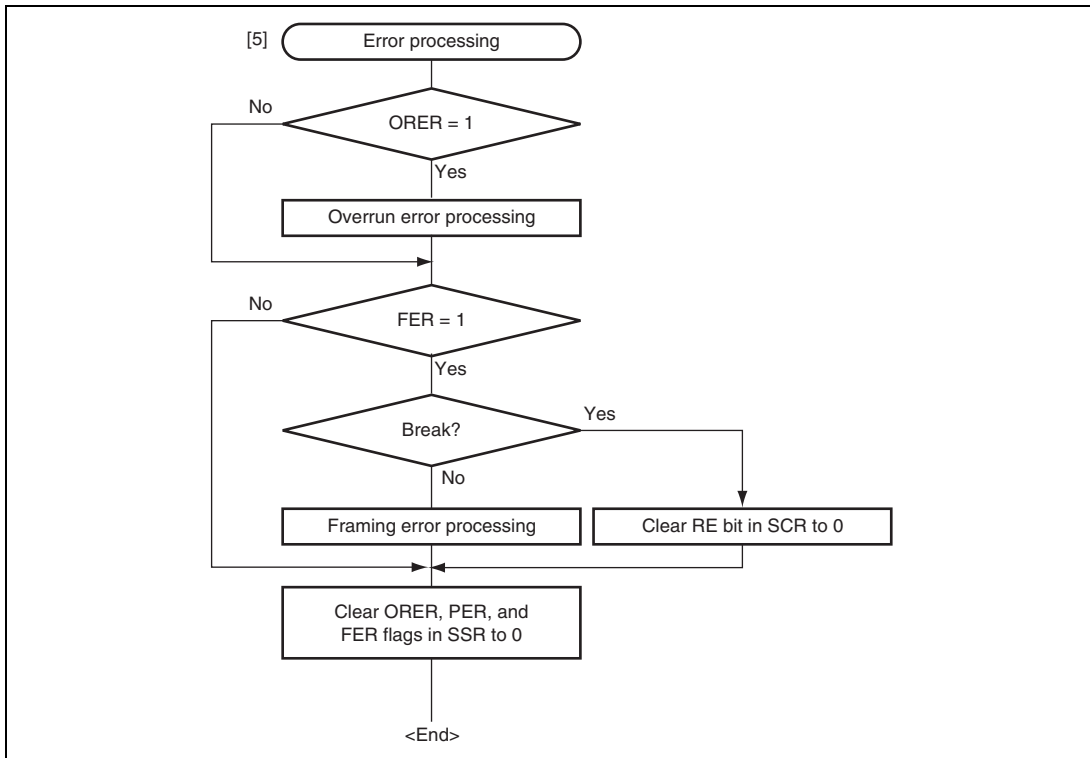 [5] Error processing
No
ORER = 1
Yes
Overrun error processing
No
FER = 1
Yes
Break?
Yes
No
Framing error processing
Clear RE bit in SCR to 0
Clear ORER, PER, and
FER flags in SSR to 0
<End>